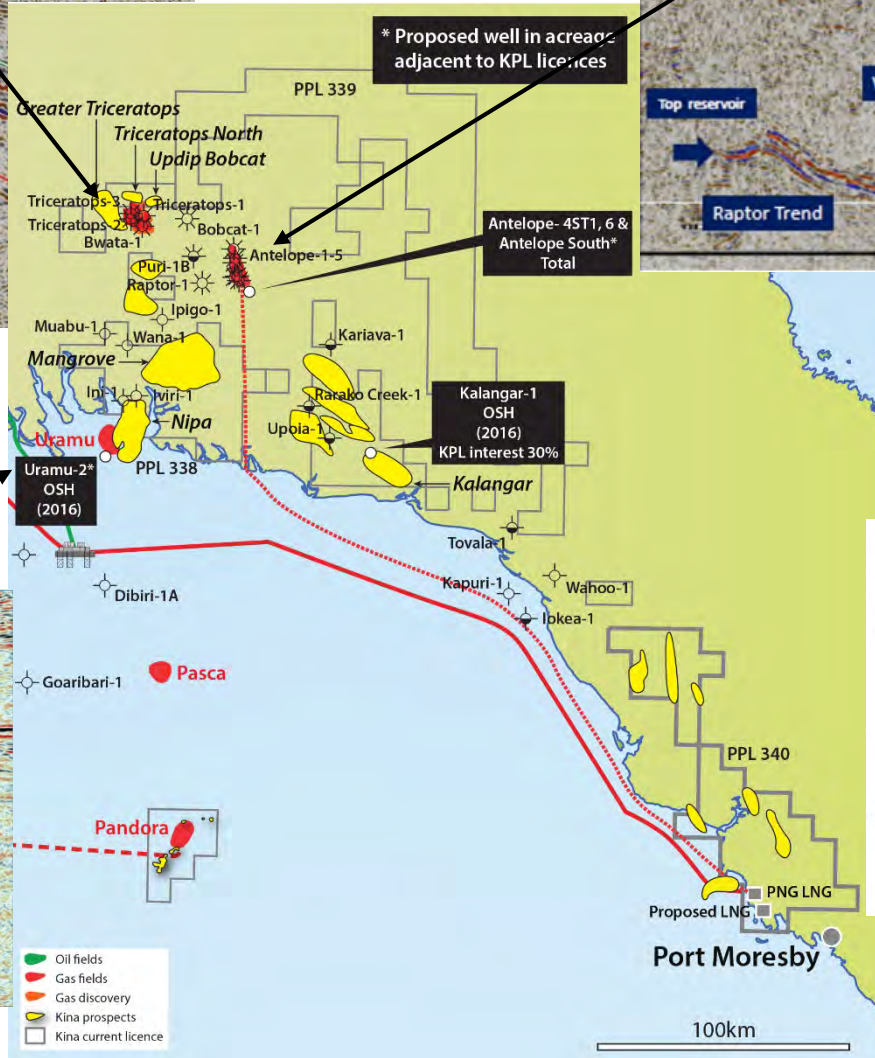 * Proposed well in acreage
adjacent to KPL licences
PPL 339
Greater Triceratops
Triceratops North
Updip Bobcat
Triceratops-3
Triceratops-1
Triceratops-2
Bwata-1
Bobcat-1
Antelope-1-5
Puri-1B
Raptor-1
Ipigo-1
Muabu-1
Wana-1
Mangrove
Ini-1
Iviri-1
Nipa
Uramu
PPL 338
Uramu-2*
OSH
(2016)
Top reservoir
Raptor Trend
Antelope- 4ST1, 6 &
Antelope South*
Total
Kariava-1
Rarako Creek-1
Upoia-1
Kalangar-1
OSH
(2016)
KPL interest 30%
Kalangar
Tovala-1
Kapuri-1
Wahoo-1
Iokea-1
Dibiri-1A
Goaribari-1
Pasca
Pandora
PPL 340
PNG LNG
Proposed LNG
Port Moresby
Oil fields
Gas fields
Gas discovery
Kina prospects
Kina current licence
100km